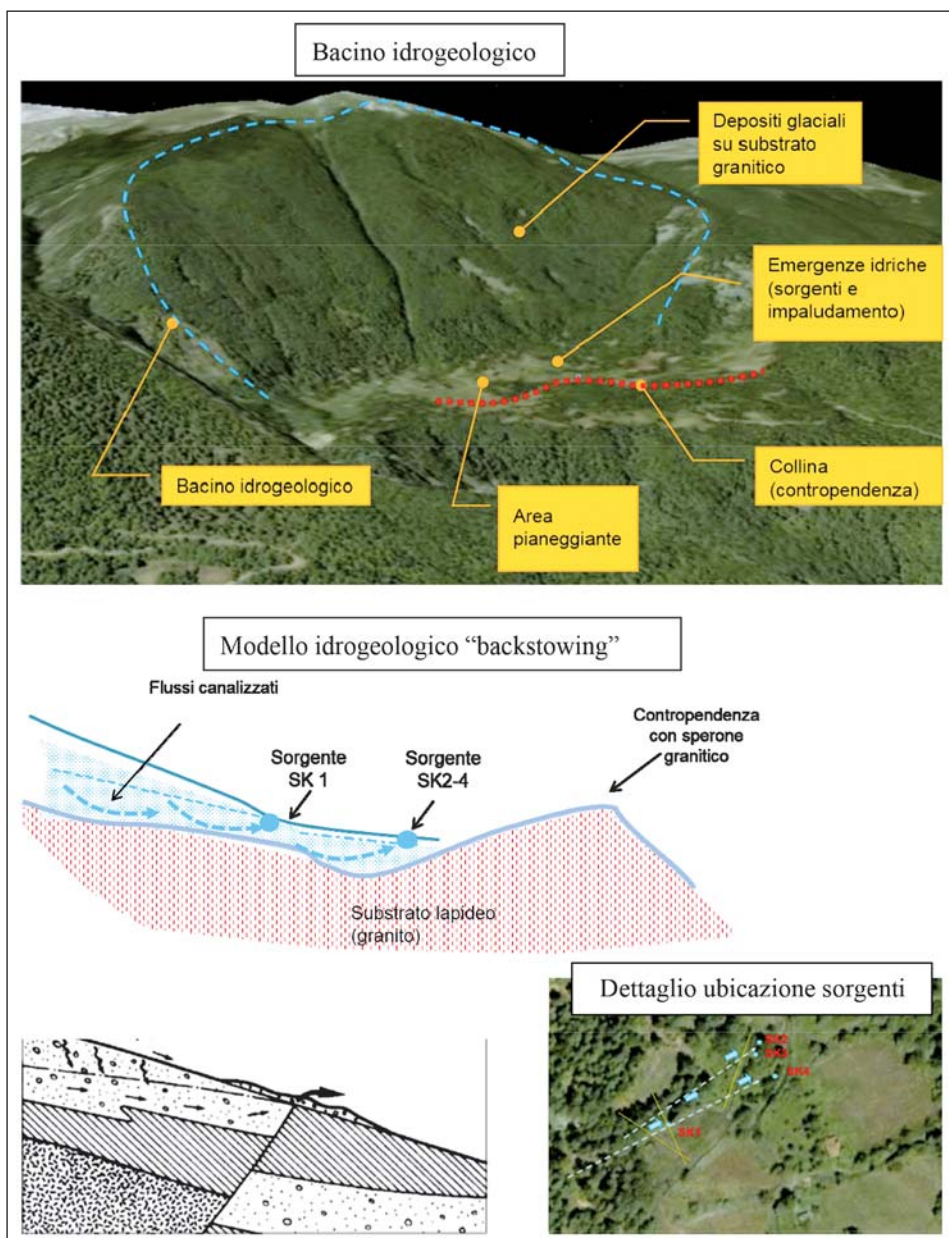 Bacino idrogeologico
Depositi glaciali
su substrato
granitico
Emergenze idriche
(sorgenti e
impaludamento)
Bacino idrogeologico
Area
pianeggiante
Collina
(contropendenza)
Modello idrogeologico “backstowing”
Flussi canalizzati
Sorgente
SK 1
Sorgente
SK2-4
Contropendenza
con sperone
granitico
Substrato lapideo
(granito)
Dettaglio ubicazione sorgenti
SK2
SK3
SK4
SK1